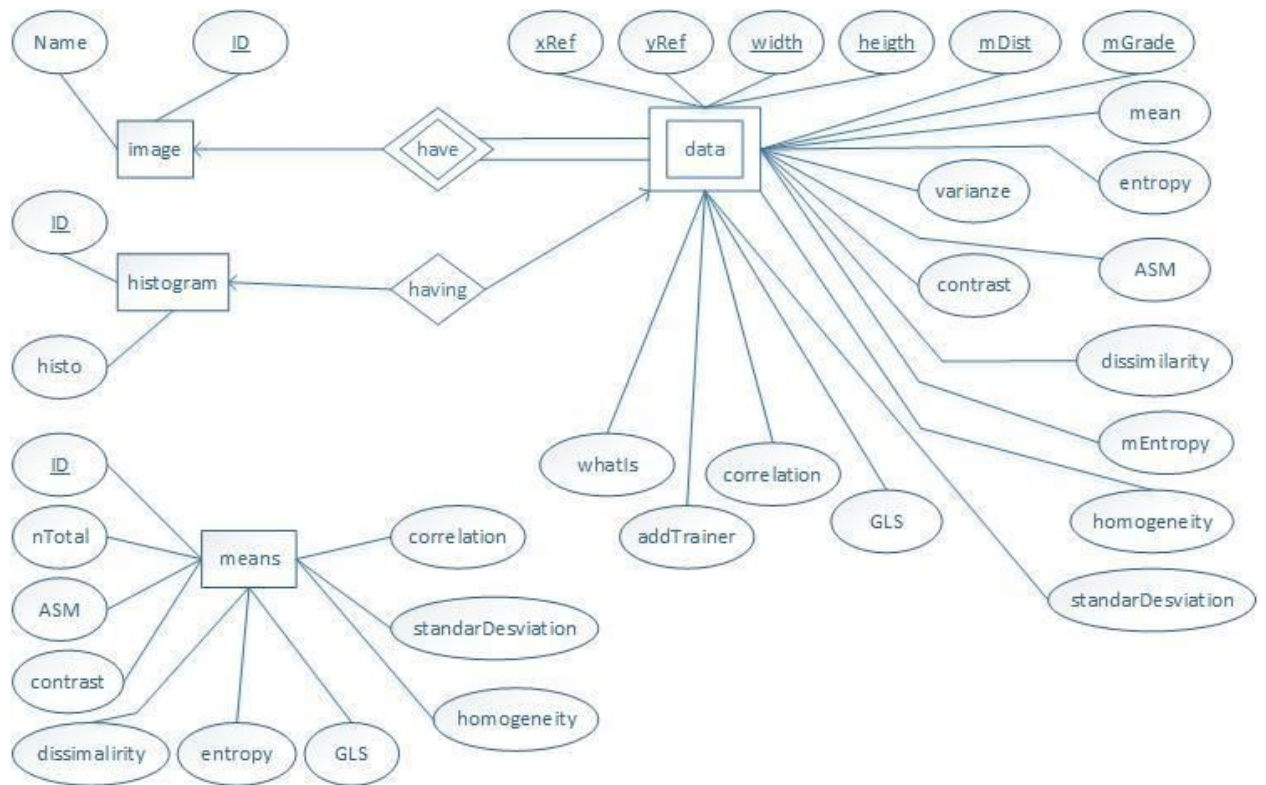 Name
ID
xRef
yRef
width
heigth
mDist
mGrade
image
have
data
mean
entropy
varianze
ID
histogram
having
ASM
contrast
histo
dissimilarity
mEntropy
whatIs
correlation
homogeneity
addTrainer
GLS
standarDesviation
ID
nTotal
means
correlation
ASM
standarDesviation
contrast
homogeneity
dissimalirity
entropy
GLS